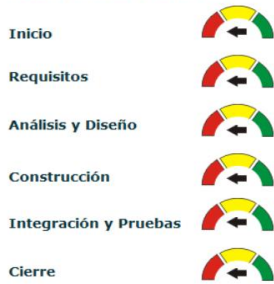 Inicio
Requisitos
Análisis y Diseño
Construcción
Integración y Pruebas
Cierre